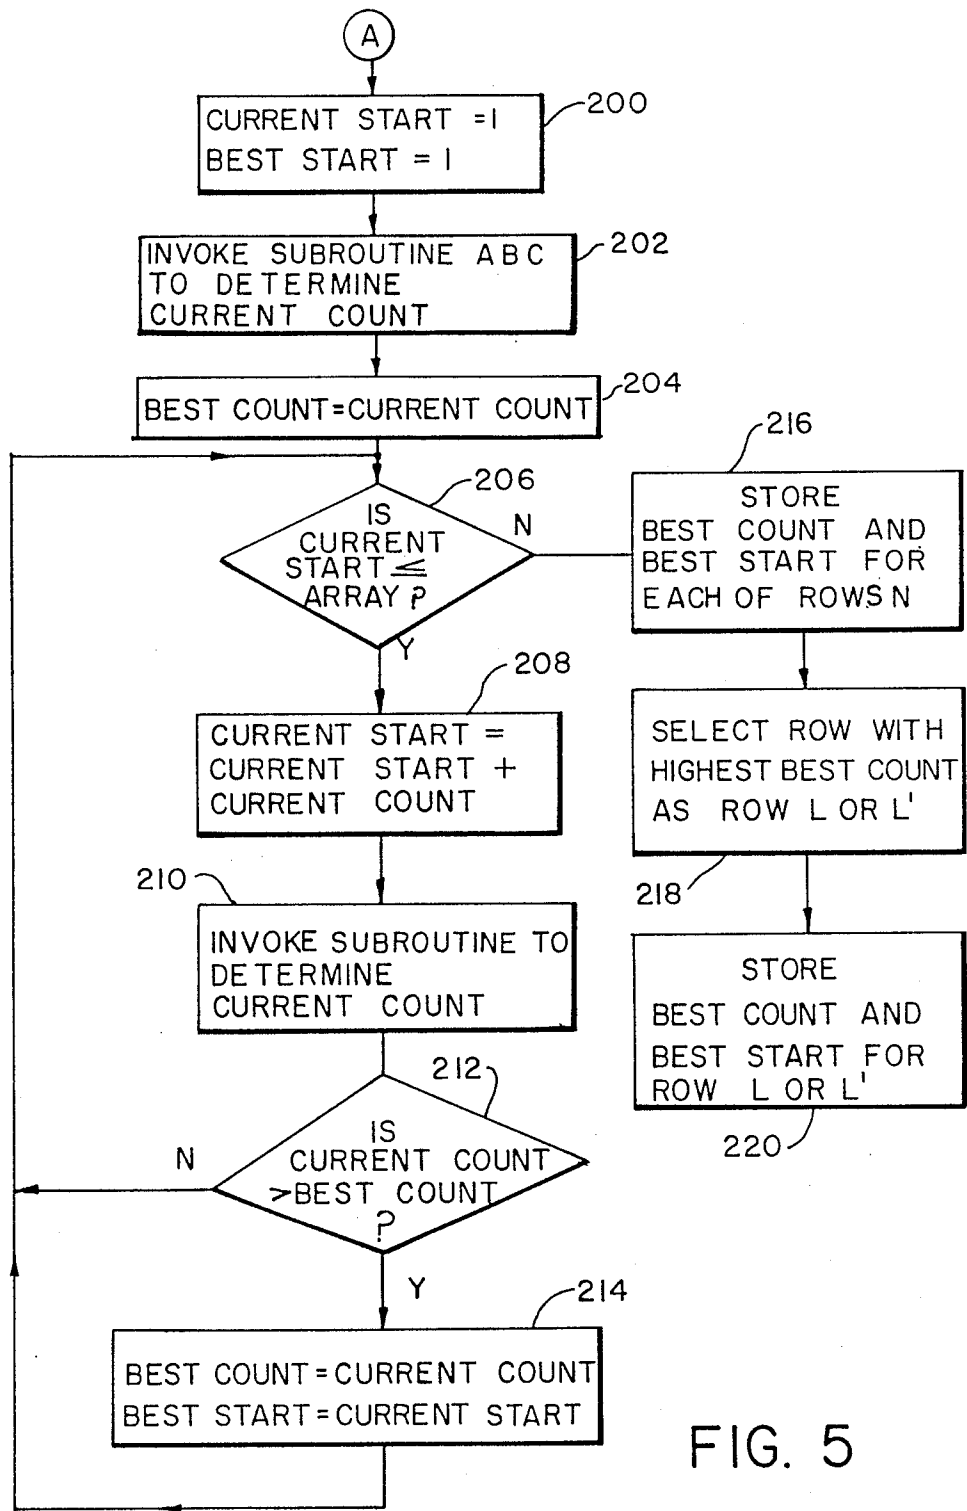 A
200
CURRENT START = 1
BEST START = 1
202
INVOKE SUBROUTINE ABC
TO DETERMINE
CURRENT COUNT
204
BEST COUNT=CURRENT COUNT
206
IS
CURRENT
START ≤
ARRAY ?
N
Y
208
CURRENT START =
CURRENT START +
CURRENT COUNT
210
INVOKE SUBROUTINE TO
DETERMINE
CURRENT COUNT
212
IS
CURRENT COUNT
>BEST COUNT
?
N
Y
214
BEST COUNT=CURRENT COUNT
BEST START=CURRENT START
216
STORE
BEST COUNT AND
BEST START FOR
EACH OF ROWS N
SELECT ROW WITH
HIGHEST BEST COUNT
AS ROW L OR L'
218
STORE
BEST COUNT AND
BEST START FOR
ROW L OR L'
220
FIG. 5